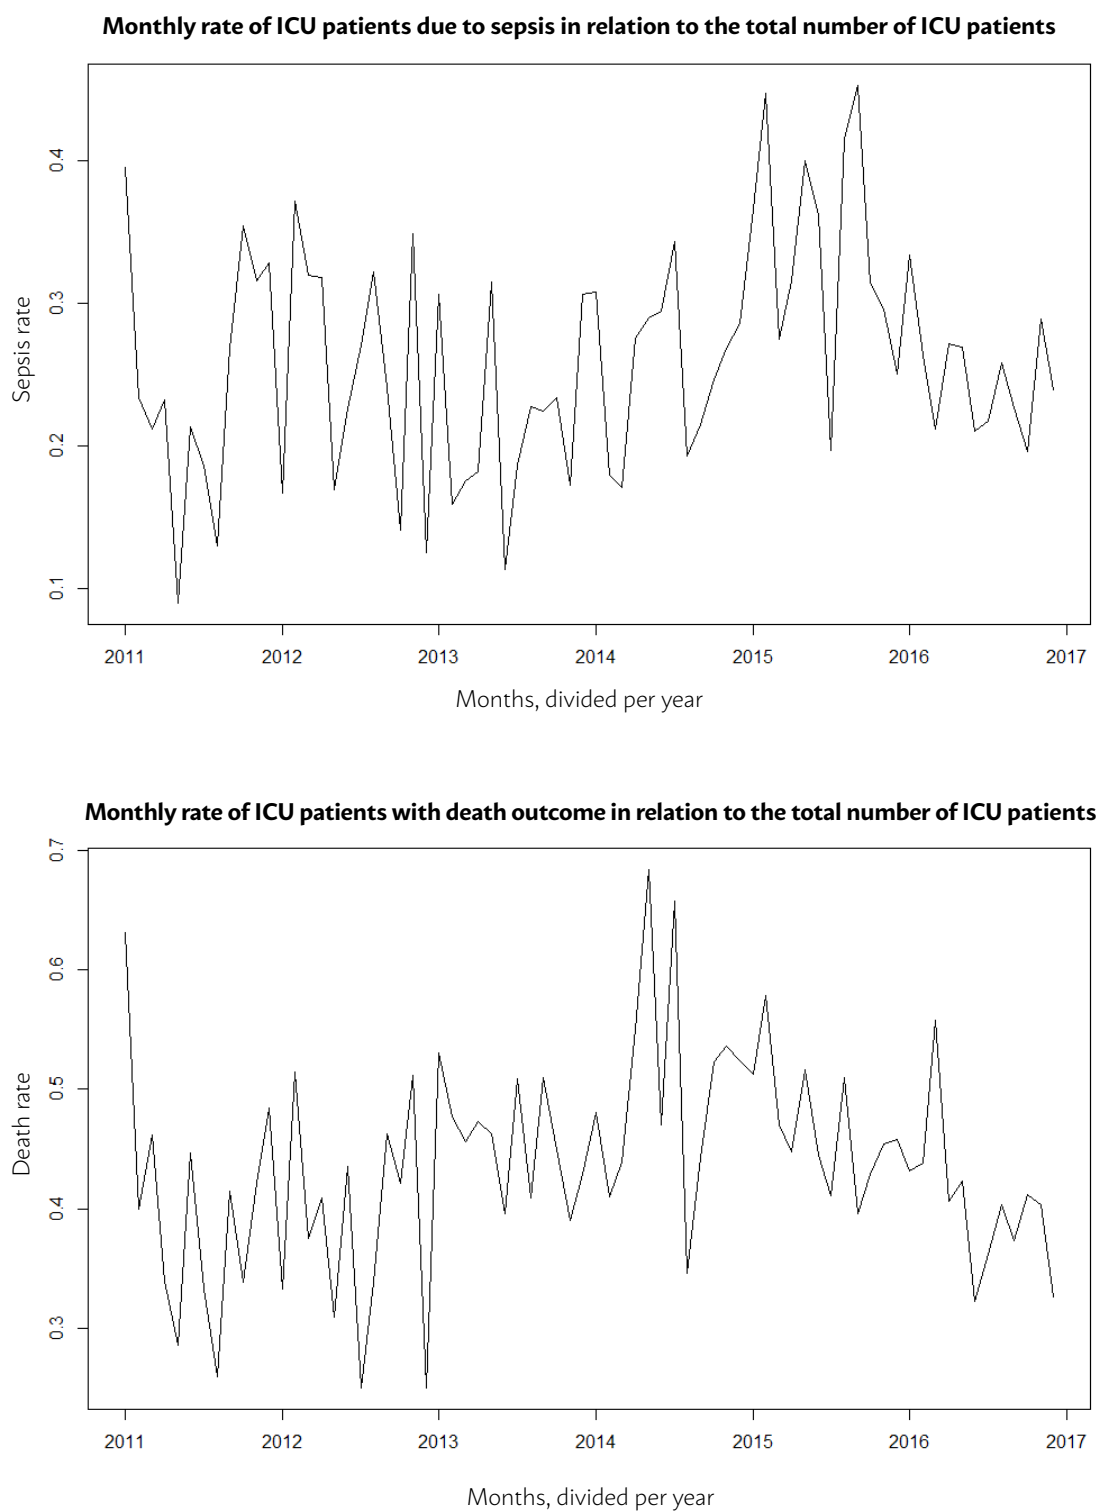 Monthly rate of ICU patients due to sepsis in relation to the total number of ICU patients
0.4
0.3
0.2
0.1
Sepsis rate
2011 2012 2013 2014 2015 2016 2017
Months, divided per year
Monthly rate of ICU patients with death outcome in relation to the total number of ICU patients
0.7
0.6
0.5
0.4
0.3
Death rate
2011 2012 2013 2014 2015 2016 2017
Months, divided per year